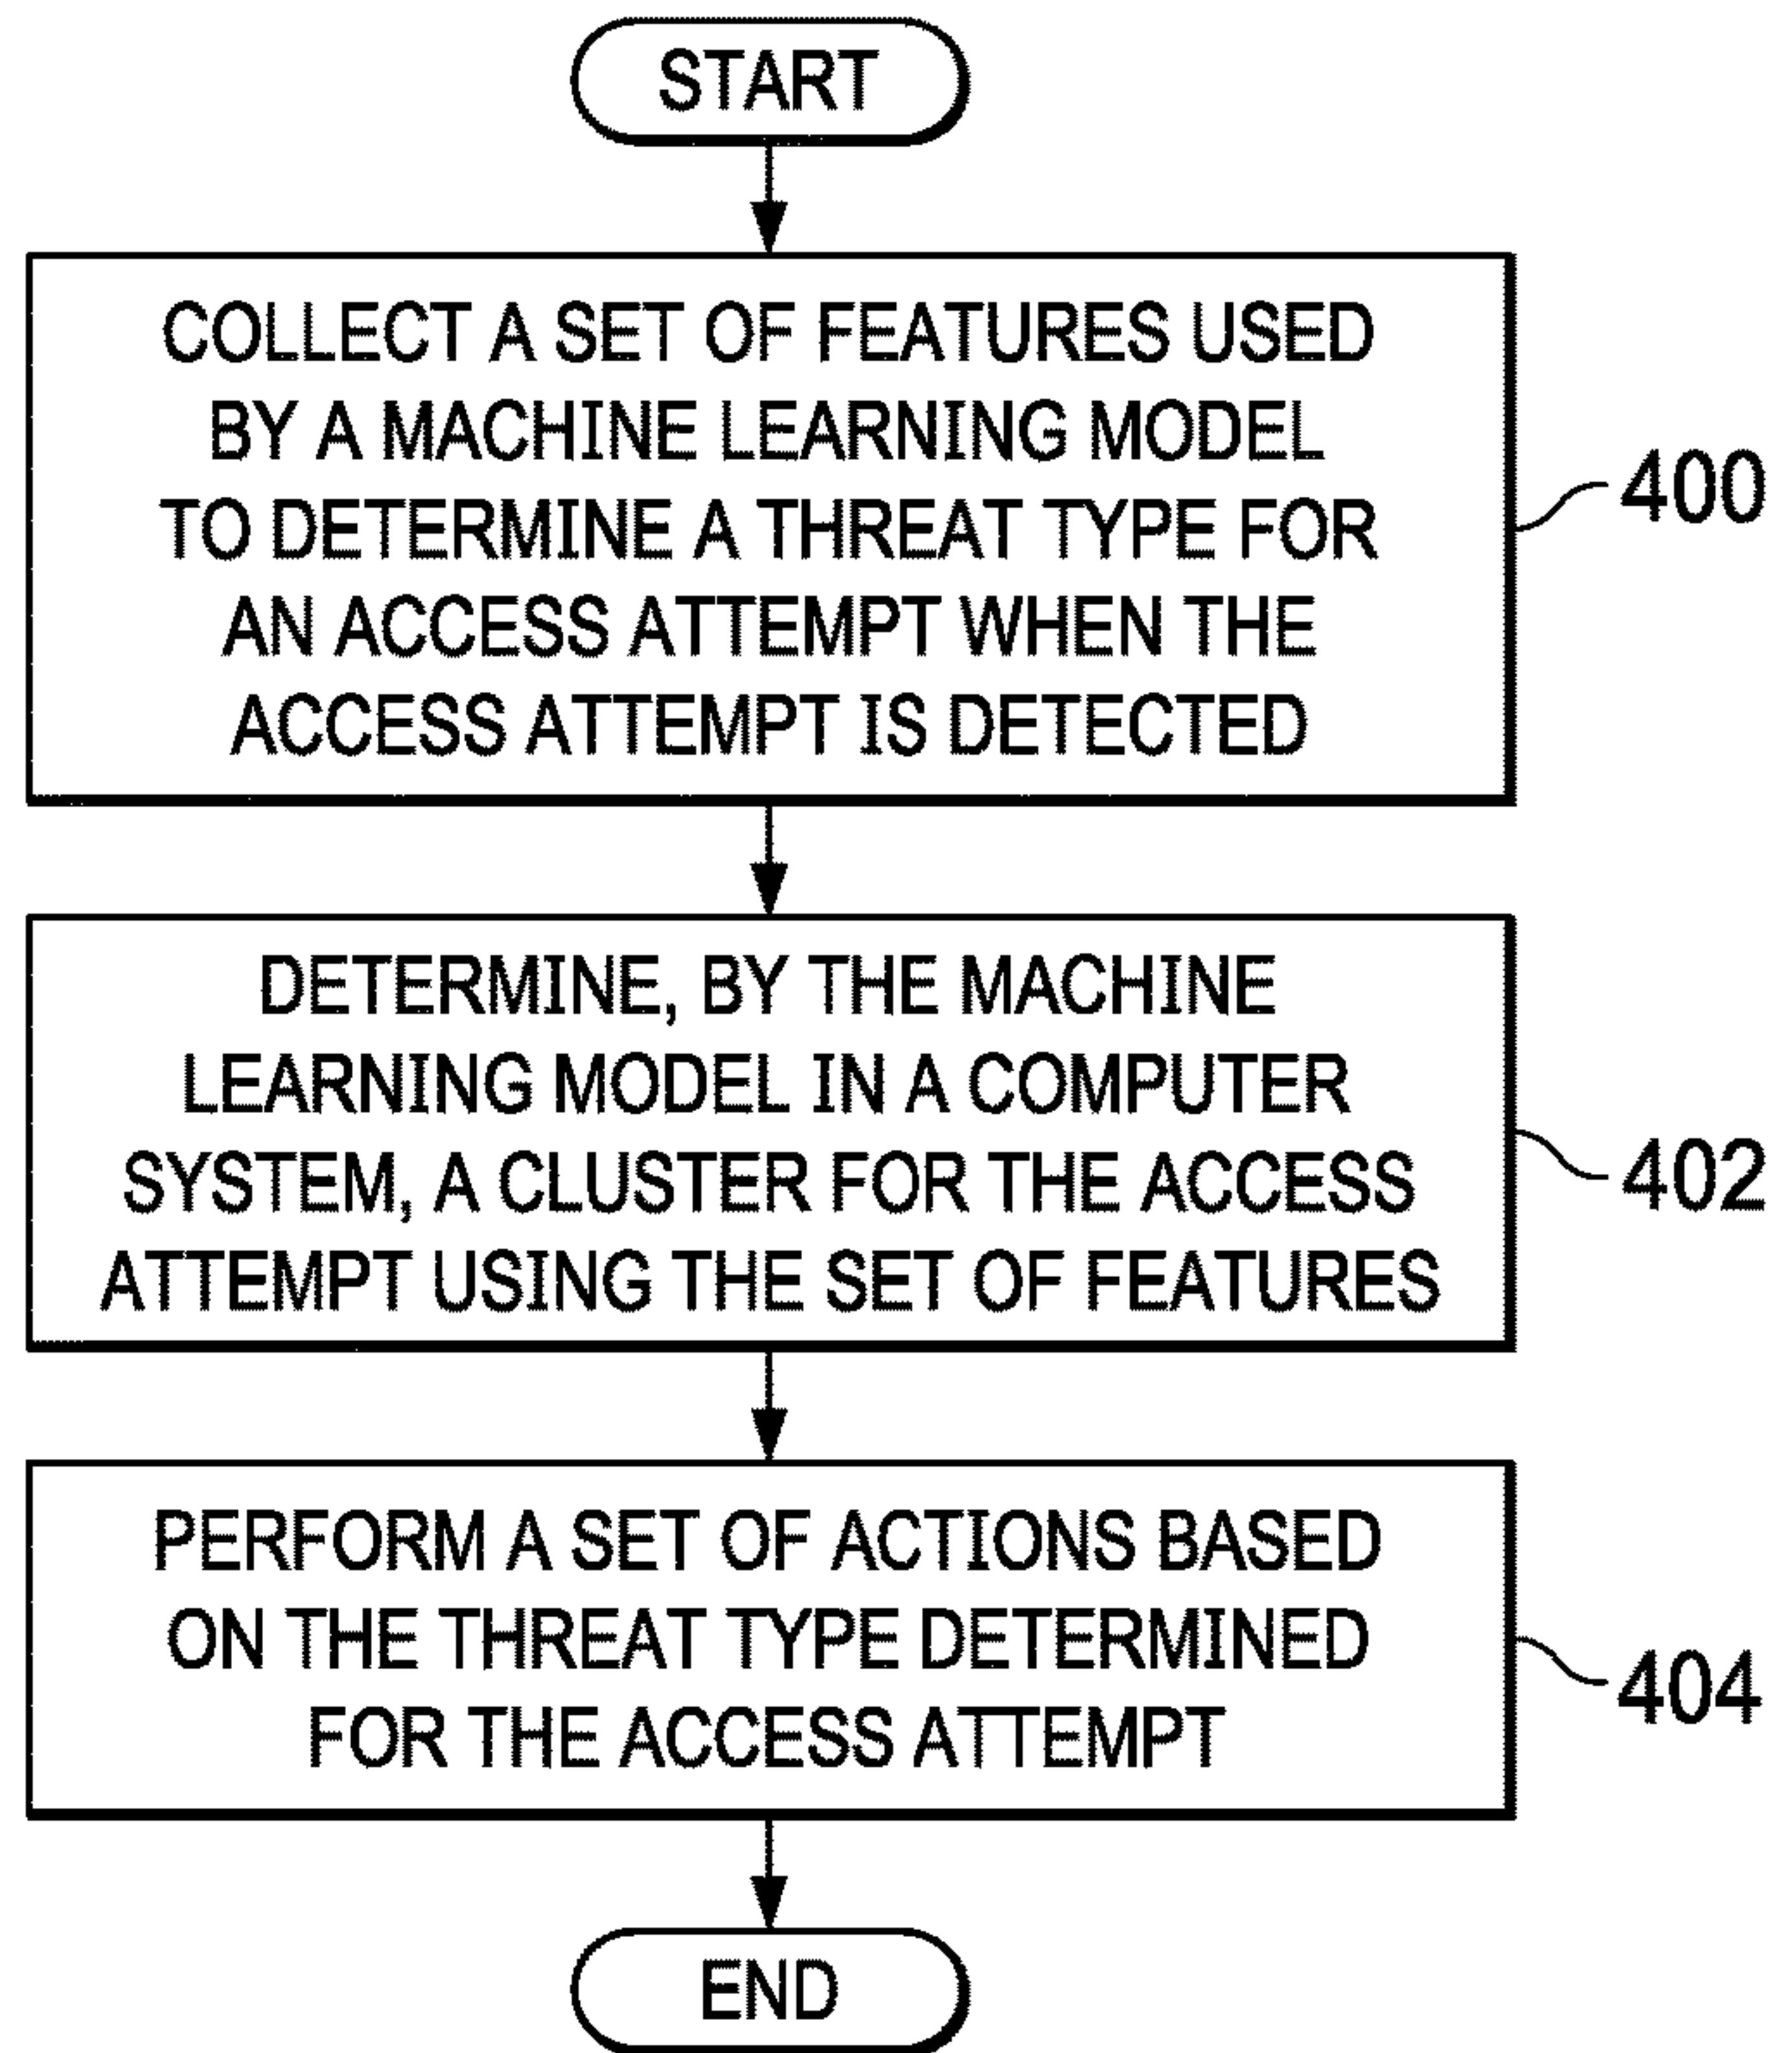 START
COLLECT A SET OF FEATURES USED
BY A MACHINE LEARNING MODEL
TO DETERMINE A THREAT TYPE FOR
AN ACCESS ATTEMPT WHEN THE
ACCESS ATTEMPT IS DETECTED
400
DETERMINE, BY THE MACHINE
LEARNING MODEL IN A COMPUTER
SYSTEM, A CLUSTER FOR THE ACCESS
ATTEMPT USING THE SET OF FEATURES
402
PERFORM A SET OF ACTIONS BASED
ON THE THREAT TYPE DETERMINED
FOR THE ACCESS ATTEMPT
404
END